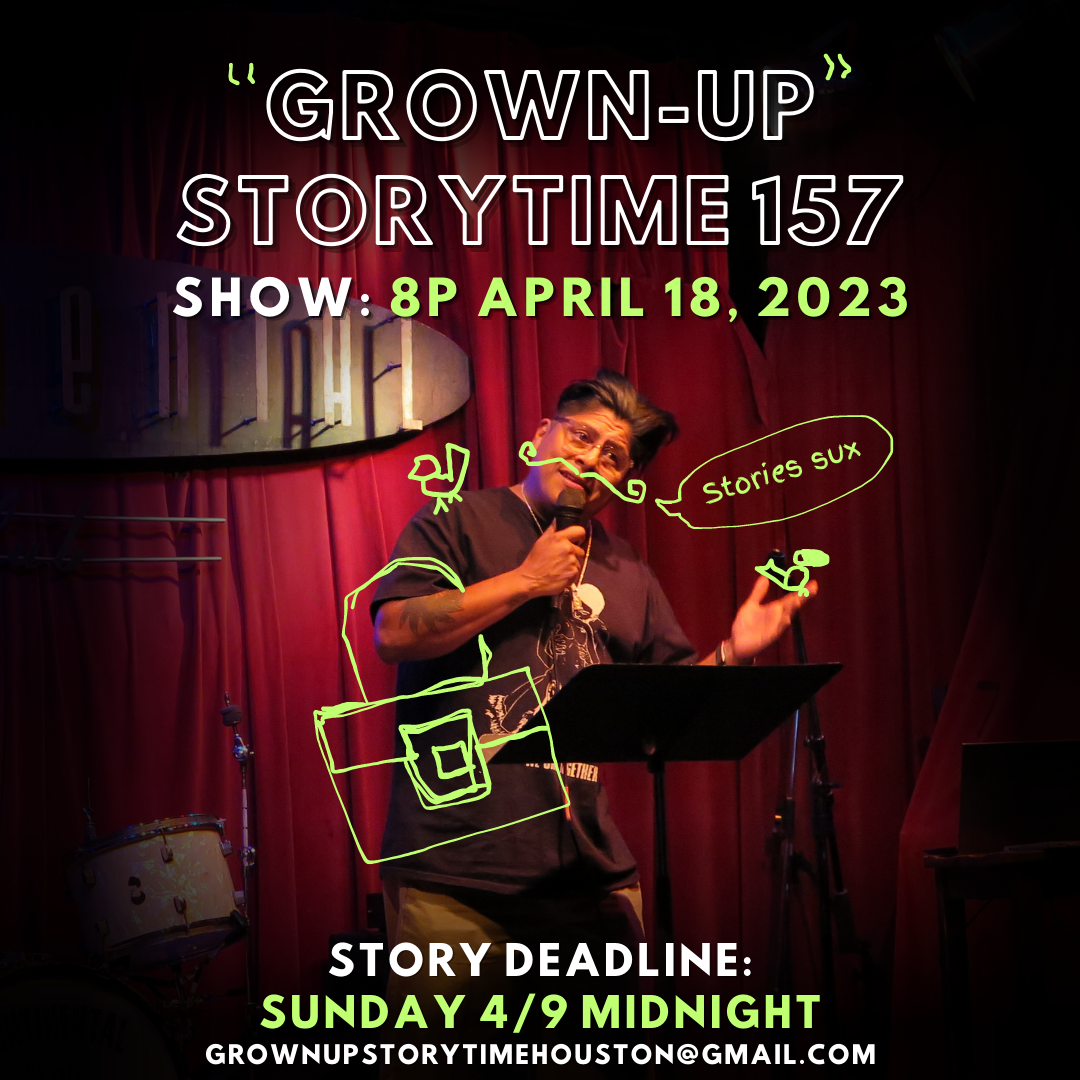 "GROWN-UP"
STORYTIME 157
SHOW: 8P APRIL 18, 2023
Stories sux
STORY DEADLINE:
SUNDAY 4/9 MIDNIGHT
GROWNUPSTORYTIMEHOUSTON@GMAIL.COM